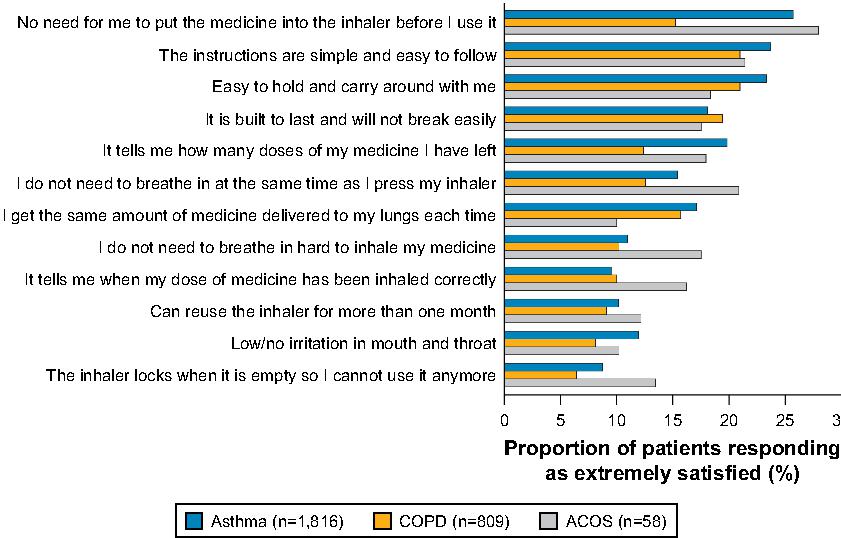 No need for me to put the medicine into the inhaler before I use it
The instructions are simple and easy to follow
Easy to hold and carry around with me
It is built to last and will not break easily
It tells me how many doses of my medicine I have left
I do not need to breathe in at the same time as I press my inhaler
I get the same amount of medicine delivered to my lungs each time
I do not need to breathe in hard to inhale my medicine
It tells me when my dose of medicine has been inhaled correctly
Can reuse the inhaler for more than one month
Low/no irritation in mouth and throat
The inhaler locks when it is empty so I cannot use it anymore
0 5 10 15 20 25 3
Proportion of patients responding
as extremely satisfied (%)
Asthma (n=1,816) COPD (n=809) ACOS (n=58)